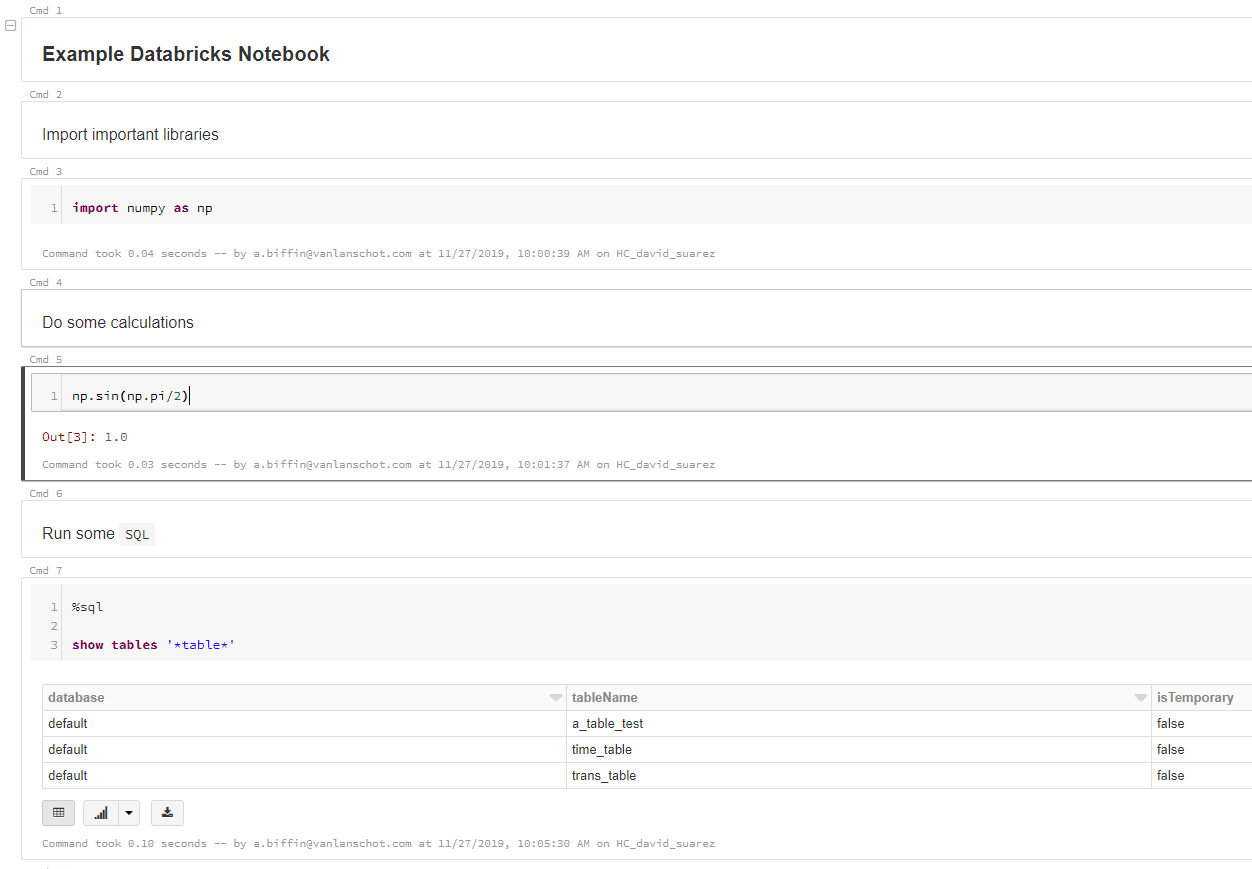 Cmd 1
Example Databricks Notebook
Cmd 2
Import important libraries
Cmd 3
1 import numpy as np
Command took 0.04 seconds -- by a.biffin@vanlanschot.com at 11/27/2019, 10:00:39 AM on HC_david_suarez
Cmd 4
Do some calculations
Cmd 5
1 np.sin(np.pi/2)
Out[3]: 1.0
Command took 0.03 seconds -- by a.biffin@vanlanschot.com at 11/27/2019, 10:01:37 AM on HC_david_suarez
Cmd 6
Run some SQL
Cmd 7
1 %sql
2
3 show tables '*table*'
database tableName isTemporary
default a_table_test false
default time_table false
default trans_table false
Command took 0.10 seconds -- by a.biffin@vanlanschot.com at 11/27/2019, 10:05:30 AM on HC_david_suarez